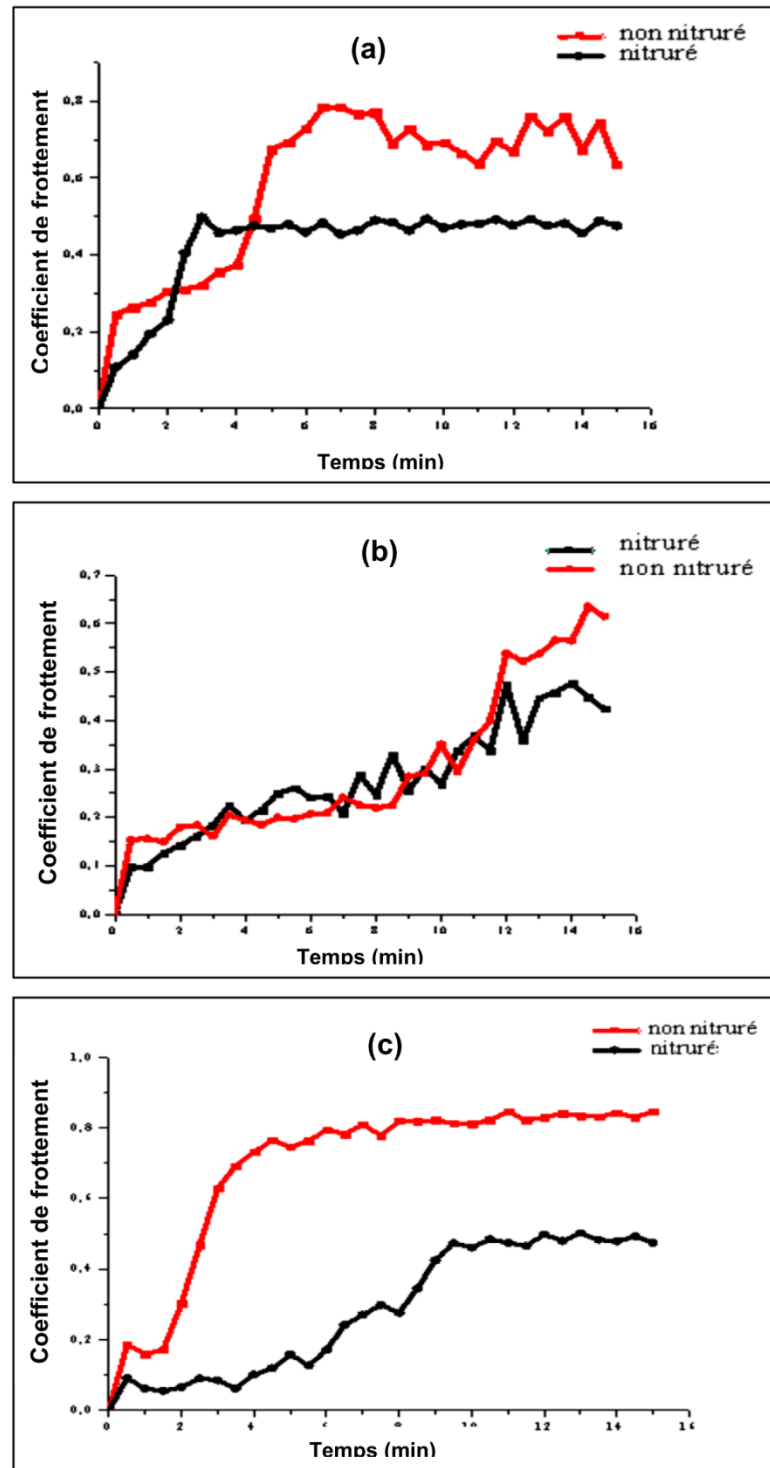 (a)
non nitruré
nitruré
Coefficient de frottement
0,8
0,6
0,4
0,2
0,0
0 2 4 6 8 10 12 14 16
Temps (min)
(b)
nitruré
non nitruré
Coefficient de frottement
0,7
0,6
0,5
0,4
0,3
0,2
0,1
0,0
0 2 4 6 8 10 12 14 16
Temps (min)
(c)
non nitruré
nitruré:
Coefficient de frottement
1,0
0,8
0,6
0,4
0,2
0,0
0 2 4 6 8 10 12 14 16
Temps (min)